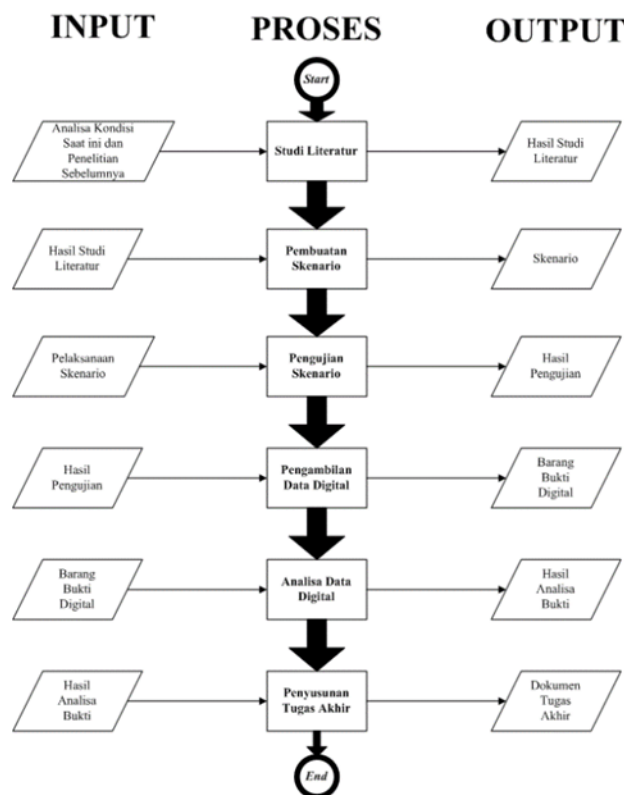 INPUT PROSES OUTPUT
Start
Analisa Kondisi
Saat ini dan
Penelitian
Sebelumnya
Studi Literatur
Hasil Studi
Literatur
Hasil Studi
Literatur
Pembuatan
Skenario
Skenario
Pelaksanaan
Skenario
Pengujian
Skenario
Hasil
Pengujian
Hasil
Pengujian
Pengambilan
Data Digital
Barang
Bukti
Digital
Barang
Bukti
Digital
Analisa Data
Digital
Hasil
Analisa
Bukti
Hasil
Analisa
Bukti
Penyusunan
Tugas Akhir
Dokumen
Tugas
Akhir
End